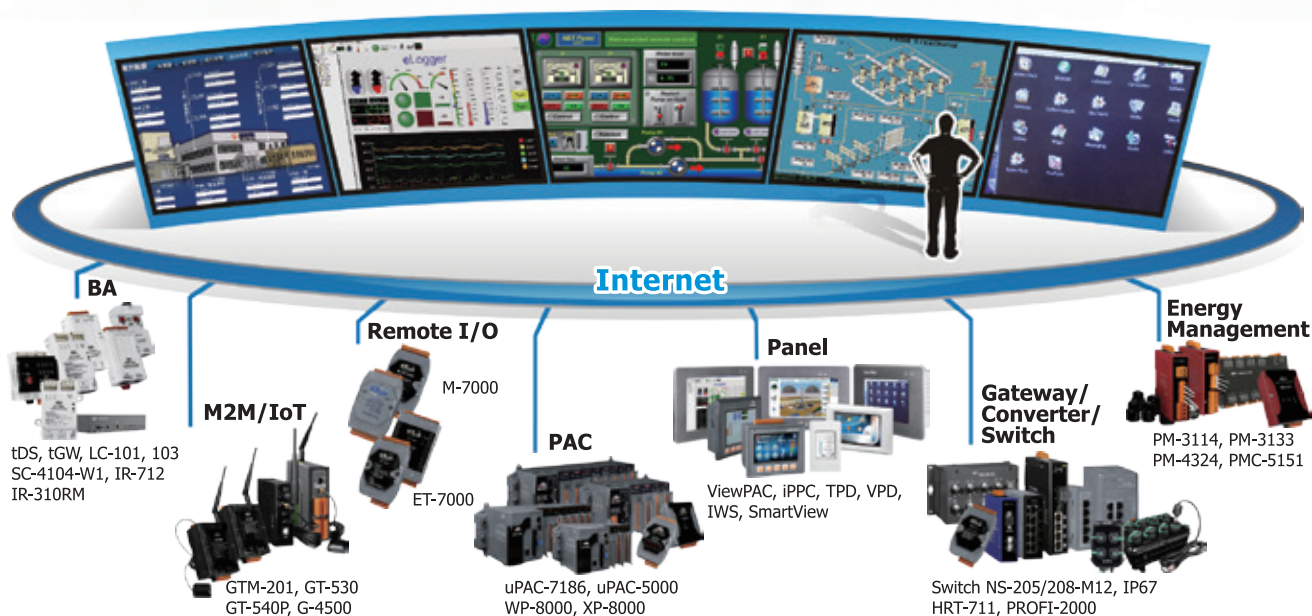 eLogger
Internet
BA
tDS, tGW, LC-101, 103
SC-4104-W1, IR-712
IR-310RM
M2M/IoT
GTM-201, GT-530
GT-540P, G-4500
Remote I/O
M-7000
ET-7000
PAC
uPAC-7186, uPAC-5000
WP-8000, XP-8000
Panel
ViewPAC, iPPC, TPD, VPD,
IWS, SmartView
Gateway/
Converter/
Switch
Switch NS-205/208-M12, IP67
HRT-711, PROFI-2000
Energy
Management
PM-3114, PM-3133
PM-4324, PMC-5151